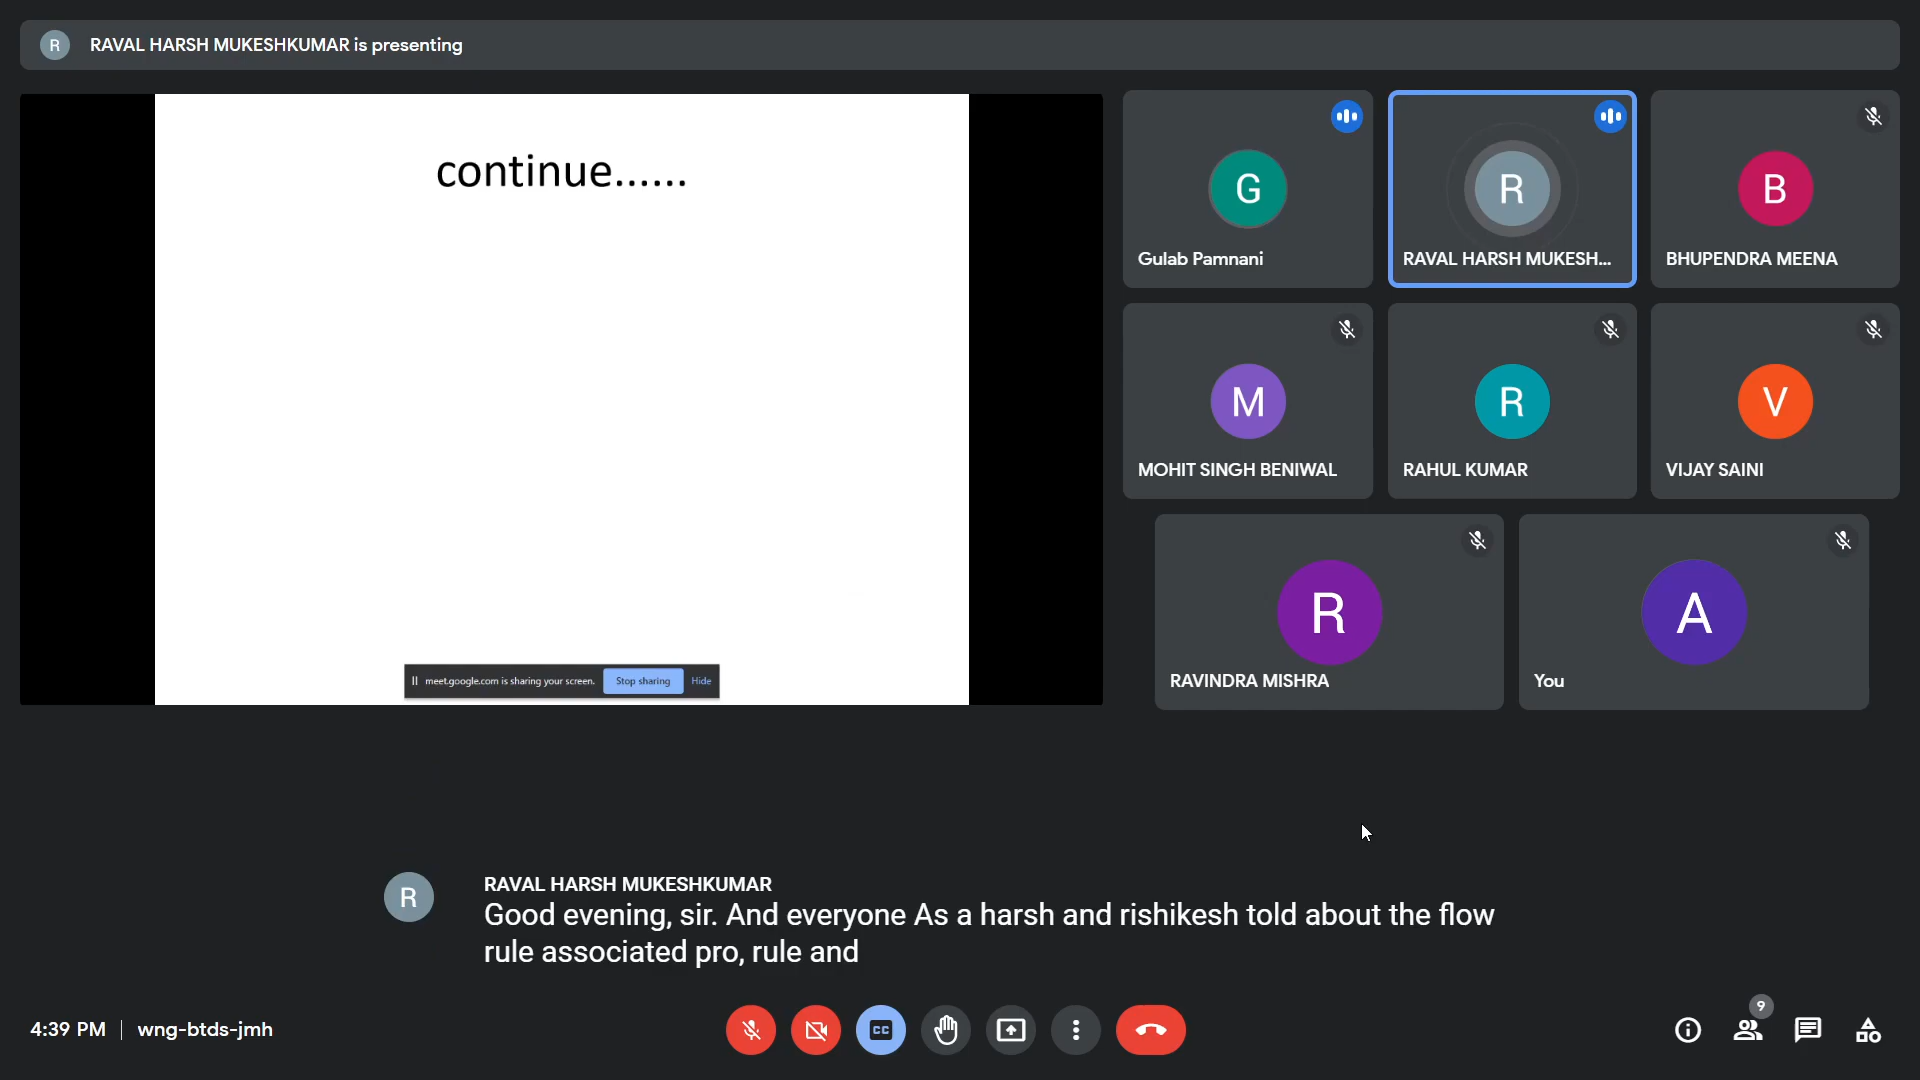 R
RAVAL HARSH MUKESHKUMAR is presenting
continue......
meet.google.com is sharing your screen.
Stop sharing
Hide
G
Gulab Pamnani
R
RAVAL HARSH MUKESH...
B
BHUPENDRA MEENA
M
MOHIT SINGH BENIWAL
R
RAHUL KUMAR
V
VIJAY SAINI
R
RAVINDRA MISHRA
A
You
R
RAVAL HARSH MUKESHKUMAR
Good evening, sir. And everyone As a harsh and rishikesh told about the flow
rule associated pro, rule and
4:39 PM | wng-btds-jmh
CC
9